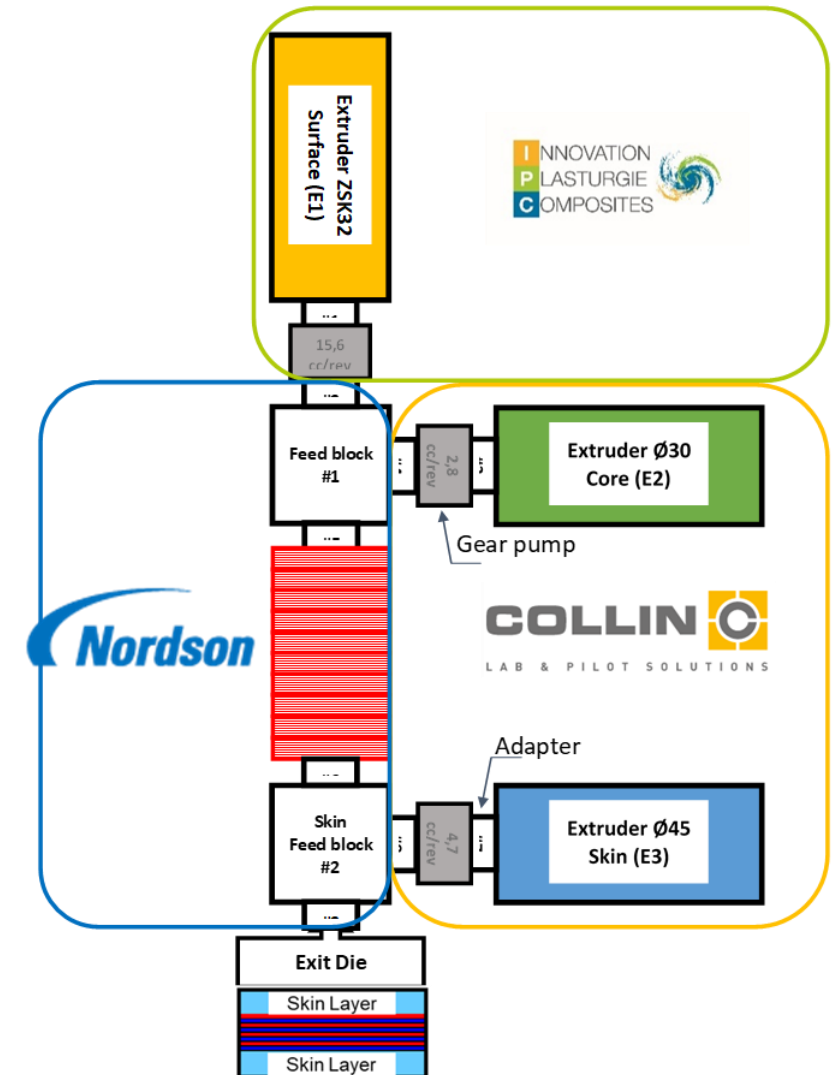 Extruder ZSK32
Surface (E1)
INNOVATION
PLASTURGIE
COMPOSITES
15,6
cc/rev
Feed block
#1
2,8
cc/rev
Extruder Ø30
Core (E2)
Gear pump
Nordson
COLLIN
LAB & PILOT SOLUTIONS
Adapter
Skin
Feed block
#2
4,7
cc/rev
Extruder Ø45
Skin (E3)
Exit Die
Skin Layer
Skin Layer